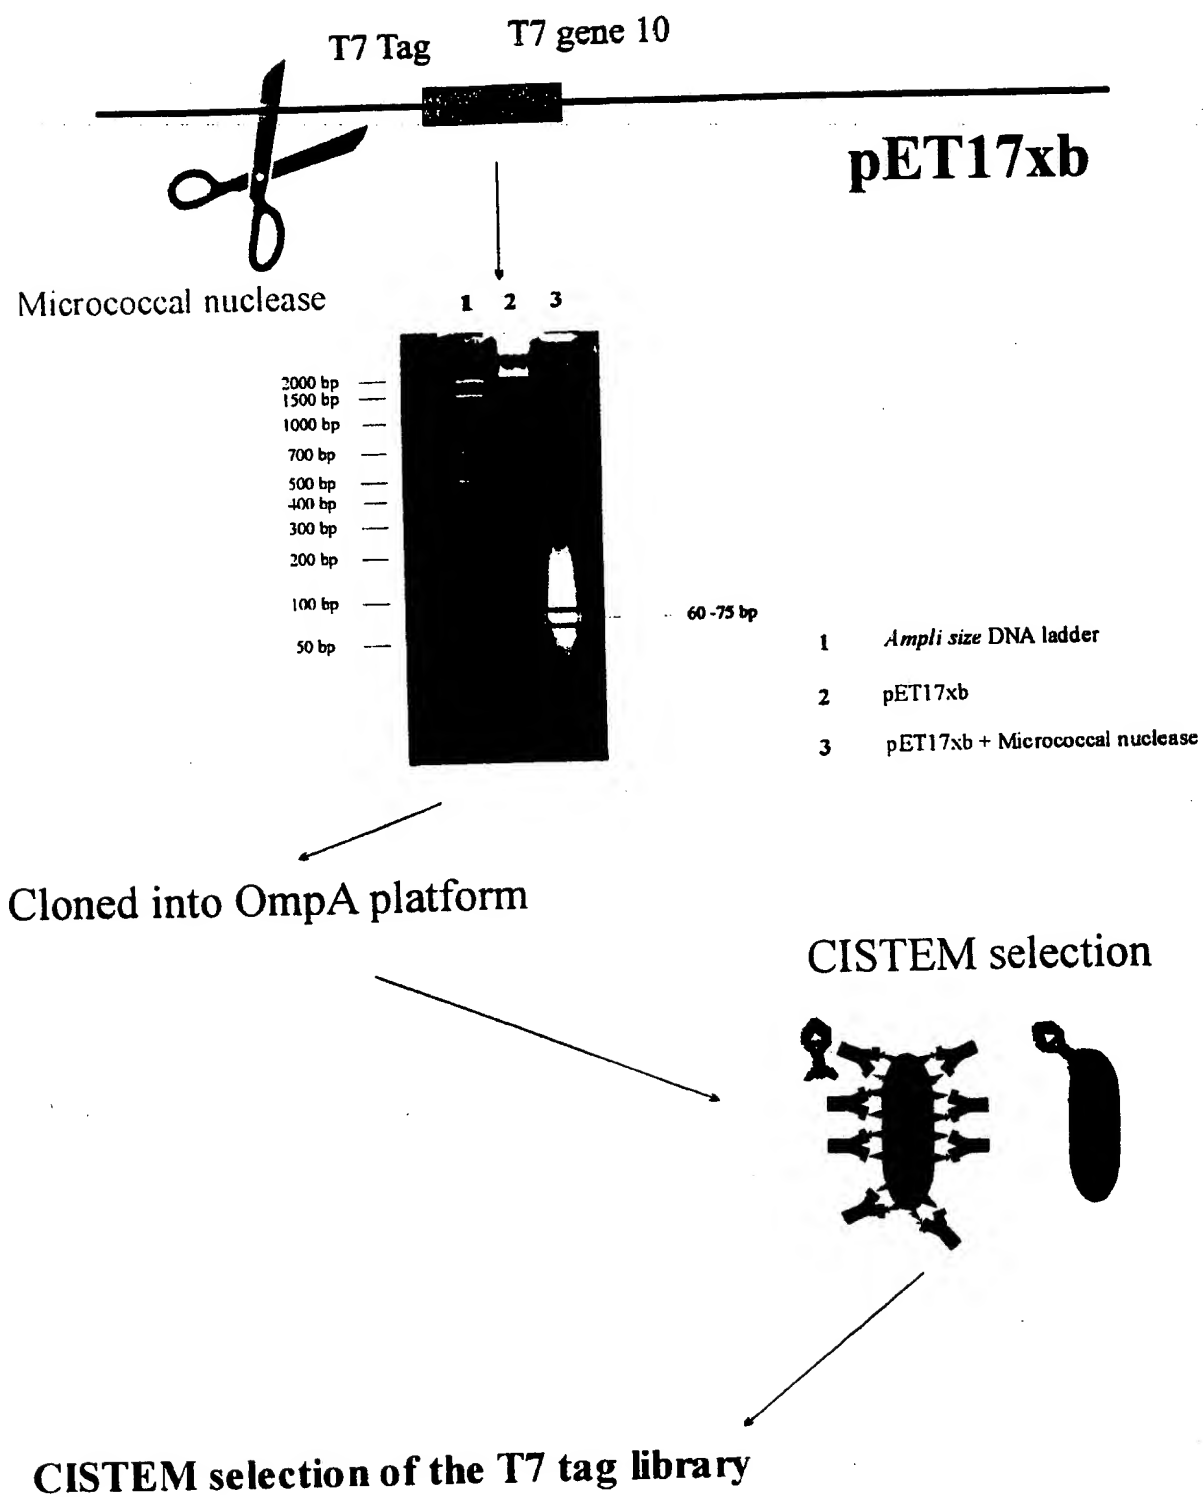 T7 Tag
T7 gene 10
pET17xb
Micrococcal nuclease
1 2 3
2000 bp
1500 bp
1000 bp
700 bp
500 bp
400 bp
300 bp
200 bp
100 bp
50 bp
60-75 bp
1 Ampli size DNA ladder
2 pET17xb
3 pET17xb + Micrococcal nuclease
Cloned into OmpA platform
CISTEM selection
CISTEM selection of the T7 tag library